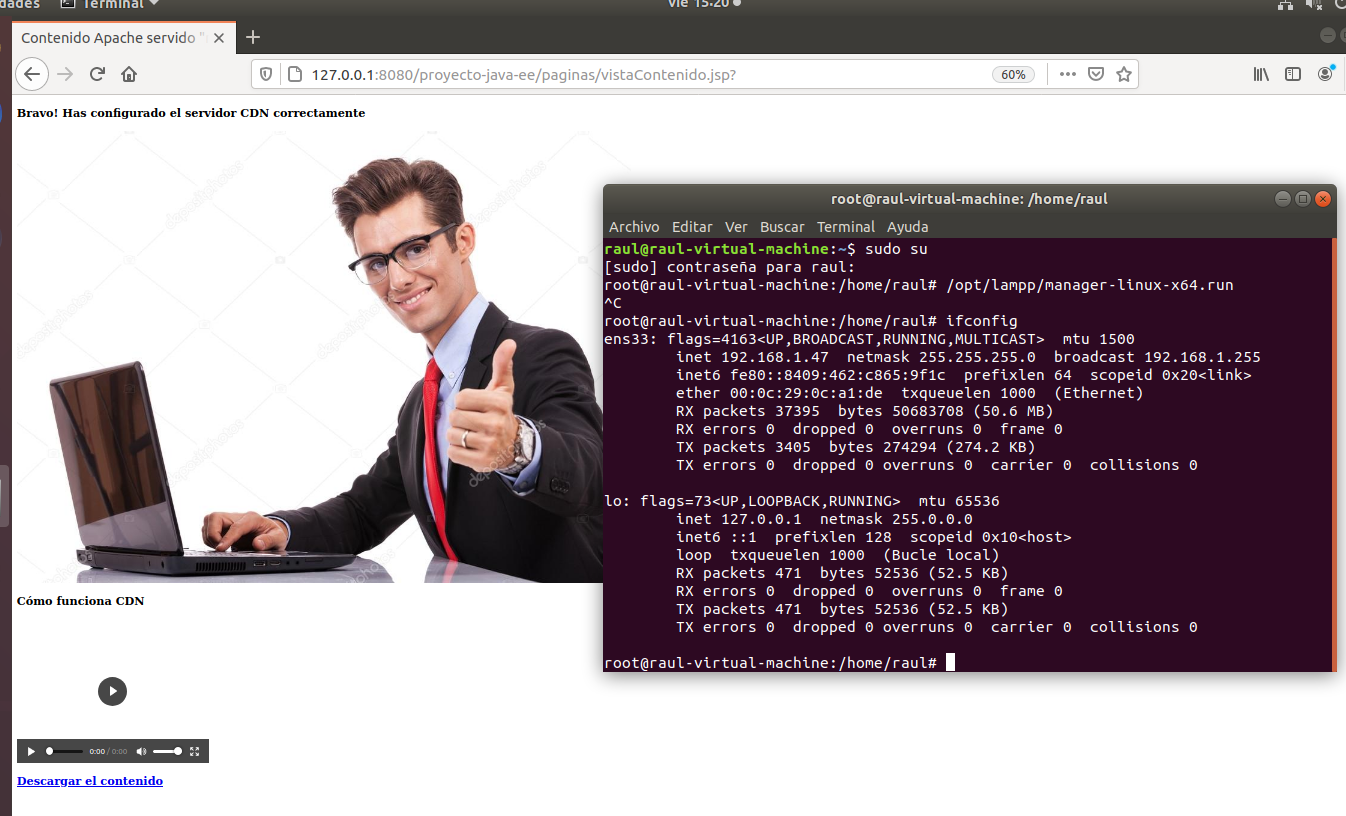 dades
Terminal
vie 15:20
Contenido Apache servido "
127.0.0.1:8080/proyecto-java-ee/paginas/vistaContenido.jsp?
60%
Bravo! Has configurado el servidor CDN correctamente
depositphotos
depositphotos
depositphotos
depositphotos
depositphotos
root@raul-virtual-machine: /home/raul
Archivo Editar Ver Buscar Terminal Ayuda
raul@raul-virtual-machine:~$ sudo su
[sudo] contraseña para raul:
root@raul-virtual-machine:/home/raul# /opt/lampp/manager-linux-x64.run
^C
root@raul-virtual-machine:/home/raul# ifconfig
ens33: flags=4163<UP,BROADCAST,RUNNING,MULTICAST>  mtu 1500
inet 192.168.1.47  netmask 255.255.255.0  broadcast 192.168.1.255
inet6 fe80::8409:462:c865:9f1c  prefixlen 64  scopeid 0x20<link>
ether 00:0c:29:0c:a1:de  txqueuelen 1000  (Ethernet)
RX packets 37395  bytes 50683708 (50.6 MB)
RX errors 0  dropped 0  overruns 0  frame 0
TX packets 3405  bytes 274294 (274.2 KB)
TX errors 0  dropped 0 overruns 0  carrier 0  collisions 0
lo: flags=73<UP,LOOPBACK,RUNNING>  mtu 65536
inet 127.0.0.1  netmask 255.0.0.0
inet6 ::1  prefixlen 128  scopeid 0x10<host>
loop  txqueuelen 1000  (Bucle local)
RX packets 471  bytes 52536 (52.5 KB)
RX errors 0  dropped 0  overruns 0  frame 0
TX packets 471  bytes 52536 (52.5 KB)
TX errors 0  dropped 0 overruns 0  carrier 0  collisions 0
root@raul-virtual-machine:/home/raul#
Cómo funciona CDN
0:00 / 0:00
Descargar el contenido